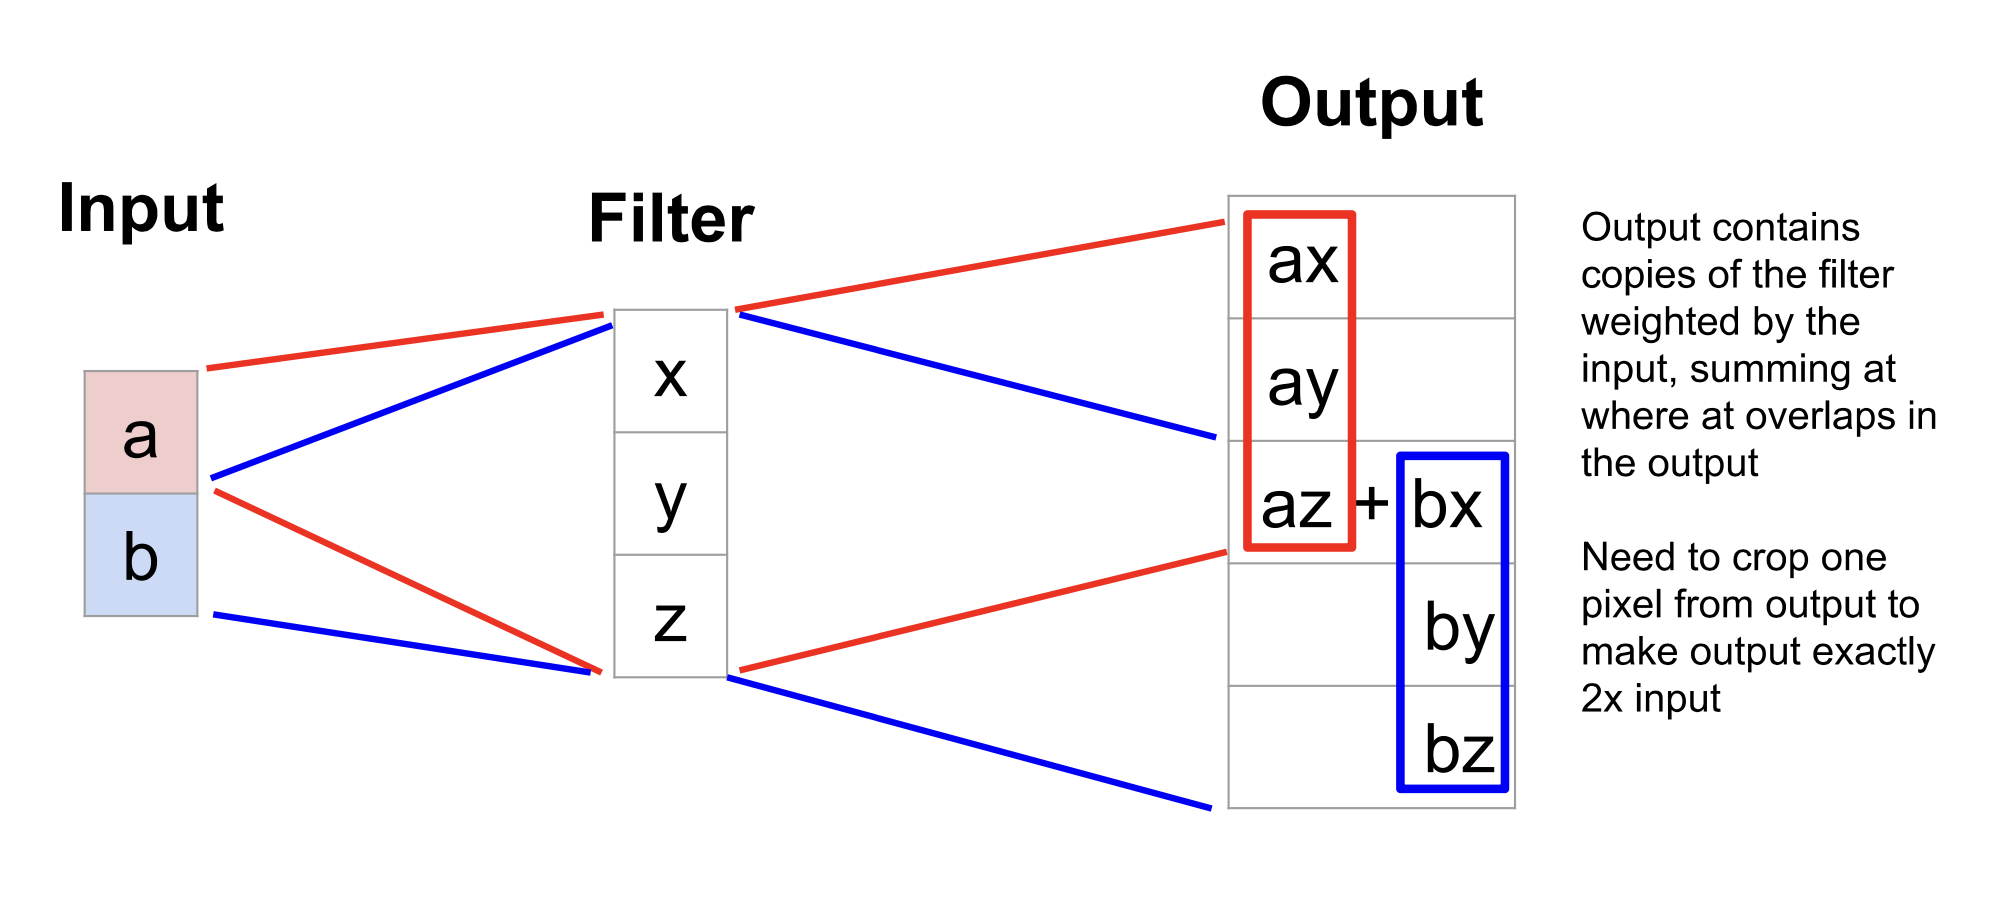 Input
a
b
Filter
x
y
z
Output
ax
ay
az + bx
by
bz
Output contains
copies of the filter
weighted by the
input, summing at
where at overlaps in
the output
Need to crop one
pixel from output to
make output exactly
2x input